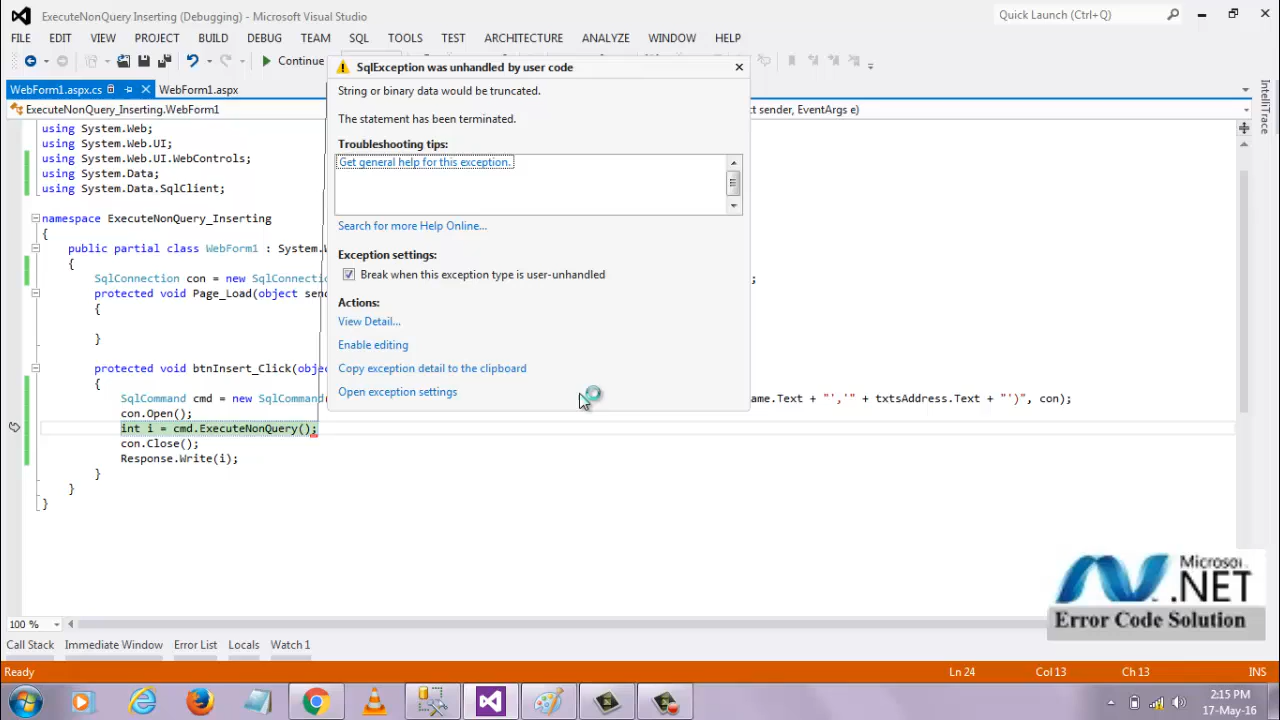 ExecuteNonQuery Inserting (Debugging) - Microsoft Visual Studio
Quick Launch (Ctrl+Q)
FILE EDIT VIEW PROJECT BUILD DEBUG TEAM SQL TOOLS TEST ARCHITECTURE ANALYZE WINDOW HELP
Continue
SqlException was unhandled by user code
String or binary data would be truncated.
The statement has been terminated.
Troubleshooting tips:
Get general help for this exception.
Search for more Help Online...
Exception settings:
Break when this exception type is user-unhandled
Actions:
View Detail...
Enable editing
Copy exception detail to the clipboard
Open exception settings
WebForm1.aspx.cs WebForm1.aspx
ExecuteNonQuery_Inserting.WebForm1
ct sender, EventArgs e)
IntelliTrace
using System.Web;
using System.Web.UI;
using System.Web.UI.WebControls;
using System.Data;
using System.Data.SqlClient;
namespace ExecuteNonQuery_Inserting
{
public partial class WebForm1 : System.W
{
SqlConnection con = new SqlConnectio
;
protected void Page_Load(object sen
{
}
protected void btnInsert_Click(obje
{
SqlCommand cmd = new SqlCommand(
me.Text + "','" + txtsAddress.Text + "')", con);
con.Open();
int i = cmd.ExecuteNonQuery();
con.Close();
Response.Write(i);
}
}
}
Microsof
.NET
Error Code Solution
100 %
Call Stack Immediate Window Error List Locals Watch 1
Ready Ln 24 Col 13 Ch 13 INS
2:15 PM
17-May-16